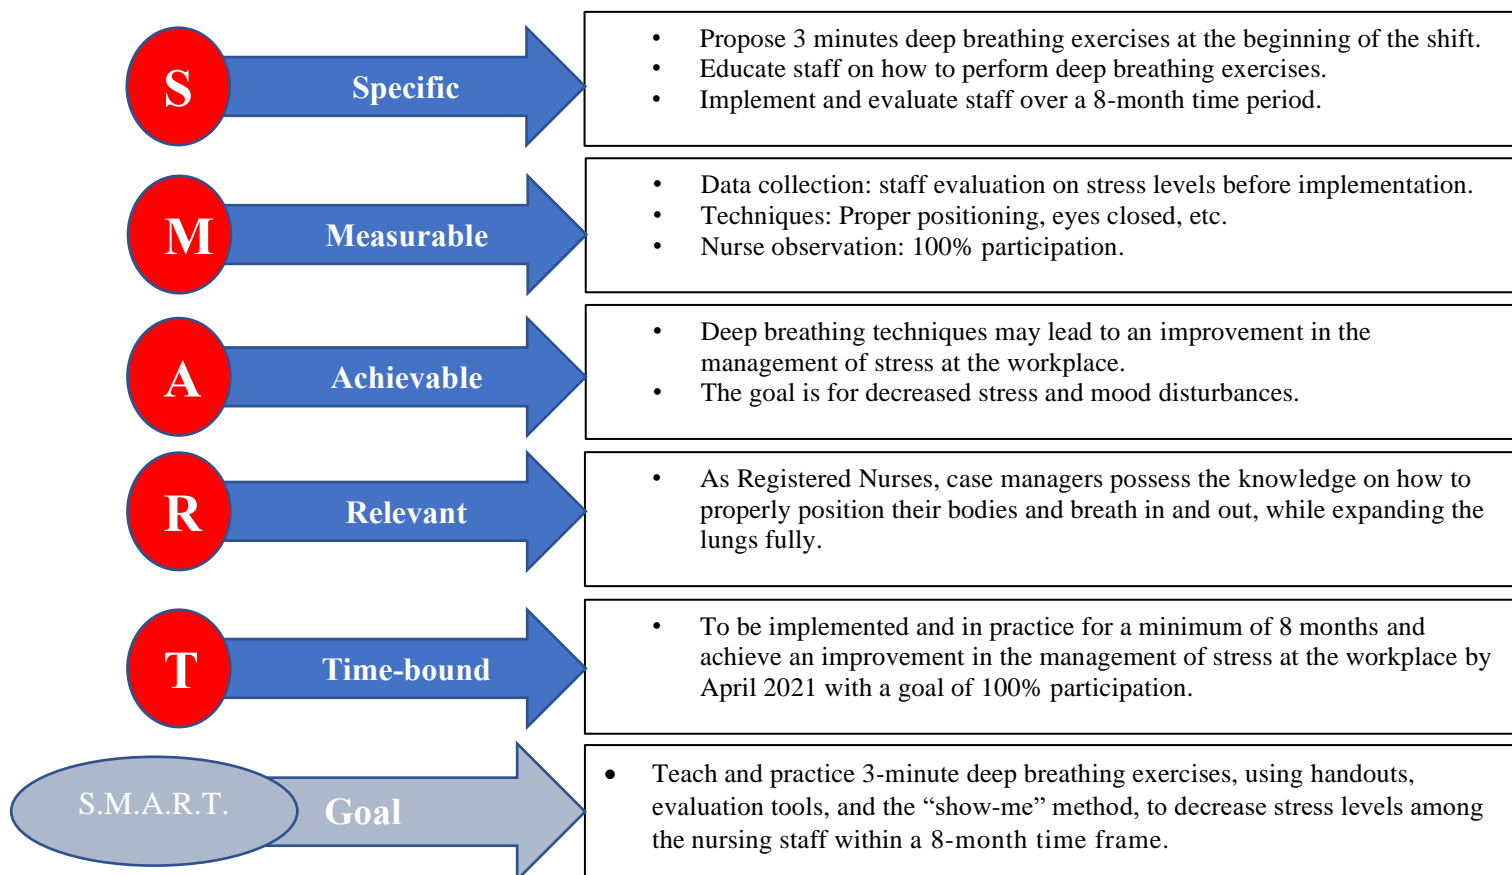 S
Specific
• Propose 3 minutes deep breathing exercises at the beginning of the shift.
• Educate staff on how to perform deep breathing exercises.
• Implement and evaluate staff over a 8-month time period.
M
Measurable
• Data collection: staff evaluation on stress levels before implementation.
• Techniques: Proper positioning, eyes closed, etc.
• Nurse observation: 100% participation.
A
Achievable
• Deep breathing techniques may lead to an improvement in the
management of stress at the workplace.
• The goal is for decreased stress and mood disturbances.
R
Relevant
• As Registered Nurses, case managers possess the knowledge on how to
properly position their bodies and breath in and out, while expanding the
lungs fully.
T
Time-bound
• To be implemented and in practice for a minimum of 8 months and
achieve an improvement in the management of stress at the workplace by
April 2021 with a goal of 100% participation.
S.M.A.R.T.
Goal
• Teach and practice 3-minute deep breathing exercises, using handouts,
evaluation tools, and the “show-me” method, to decrease stress levels among
the nursing staff within a 8-month time frame.